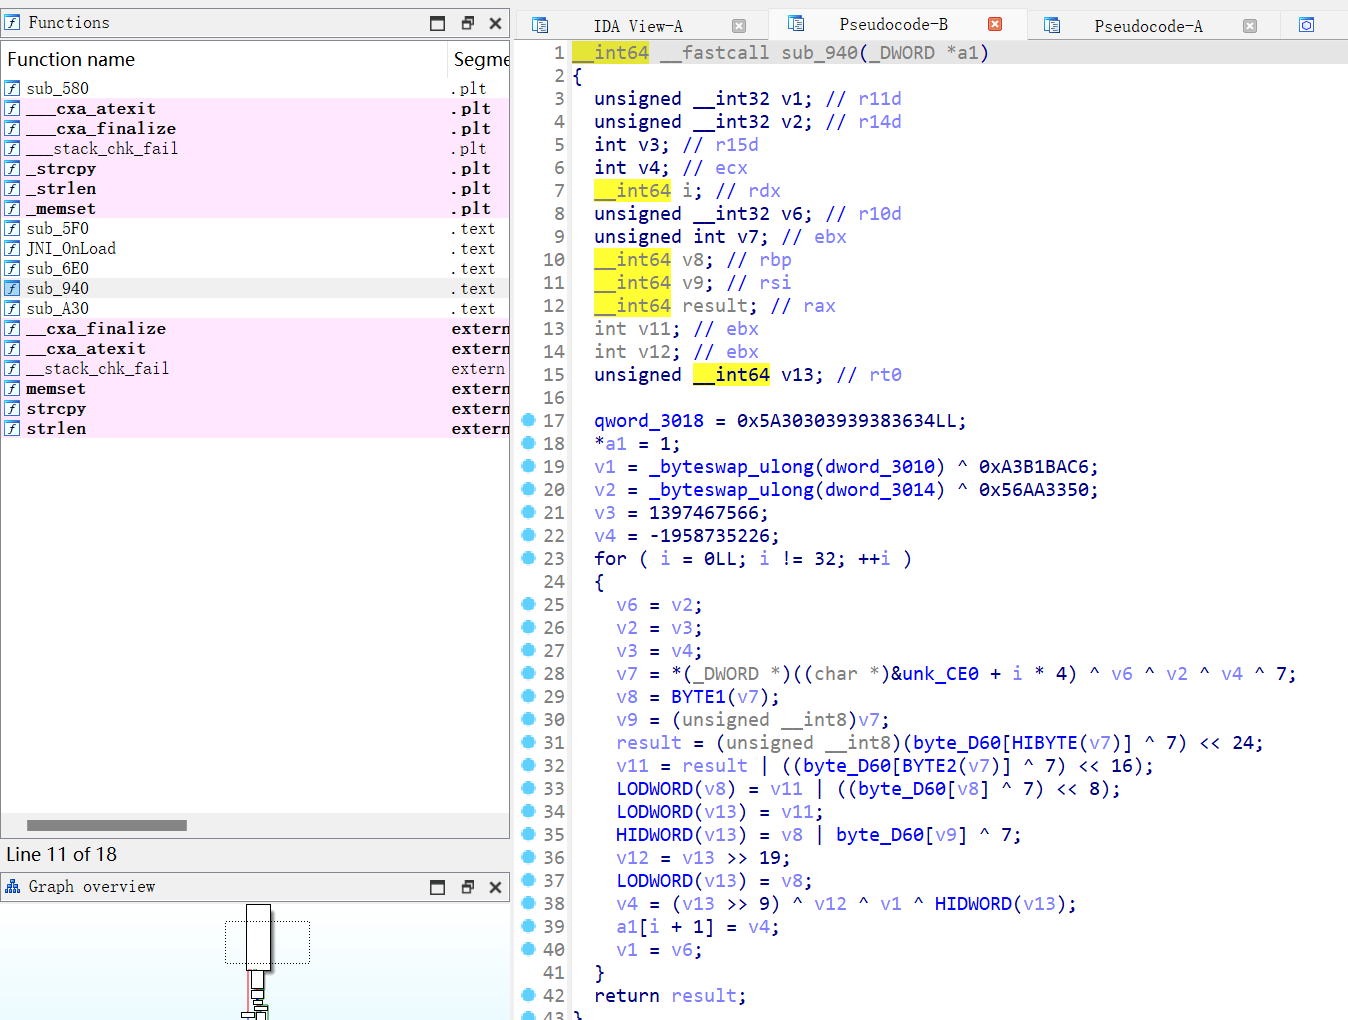 Functions
Function name Segme
sub_580 .plt
___cxa_atexit .plt
___cxa_finalize .plt
___stack_chk_fail .plt
_strcpy .plt
_strlen .plt
_memset .plt
sub_5F0 .text
JNI_OnLoad .text
sub_6E0 .text
sub_940 .text
sub_A30 .text
__cxa_finalize extern
__cxa_atexit extern
__stack_chk_fail extern
memset extern
strcpy extern
strlen extern
Line 11 of 18
Graph overview
IDA View-A Pseudocode-B Pseudocode-A
1 __int64 __fastcall sub_940(_DWORD *a1)
2 {
3 unsigned __int32 v1; // r11d
4 unsigned __int32 v2; // r14d
5 int v3; // r15d
6 int v4; // ecx
7 __int64 i; // rdx
8 unsigned __int32 v6; // r10d
9 unsigned int v7; // ebx
10 __int64 v8; // rbp
11 __int64 v9; // rsi
12 __int64 result; // rax
13 int v11; // ebx
14 int v12; // ebx
15 unsigned __int64 v13; // rt0
16
17 qword_3018 = 0x5A30303939383634LL;
18 *a1 = 1;
19 v1 = _byteswap_ulong(dword_3010) ^ 0xA3B1BAC6;
20 v2 = _byteswap_ulong(dword_3014) ^ 0x56AA3350;
21 v3 = 1397467566;
22 v4 = -1958735226;
23 for ( i = 0LL; i != 32; ++i )
24 {
25 v6 = v2;
26 v2 = v3;
27 v3 = v4;
28 v7 = *(_DWORD *)((char *)&unk_CE0 + i * 4) ^ v6 ^ v2 ^ v4 ^ 7;
29 v8 = BYTE1(v7);
30 v9 = (unsigned __int8)v7;
31 result = (unsigned __int8)(byte_D60[HIBYTE(v7)] ^ 7) << 24;
32 v11 = result | ((byte_D60[BYTE2(v7)] ^ 7) << 16);
33 LODWORD(v8) = v11 | ((byte_D60[v8] ^ 7) << 8);
34 LODWORD(v13) = v11;
35 HIDWORD(v13) = v8 | byte_D60[v9] ^ 7;
36 v12 = v13 >> 19;
37 LODWORD(v13) = v8;
38 v4 = (v13 >> 9) ^ v12 ^ v1 ^ HIDWORD(v13);
39 a1[i + 1] = v4;
40 v1 = v6;
41 }
42 return result;
43 }